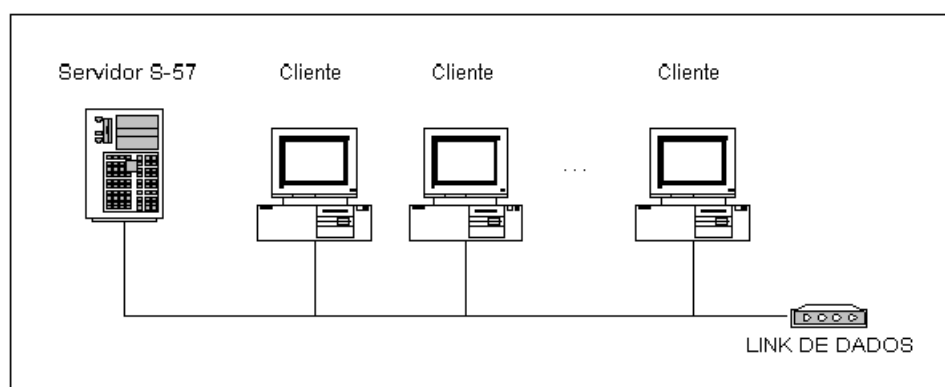 Servidor S-57 Cliente Cliente Cliente
. . .
LINK DE DADOS